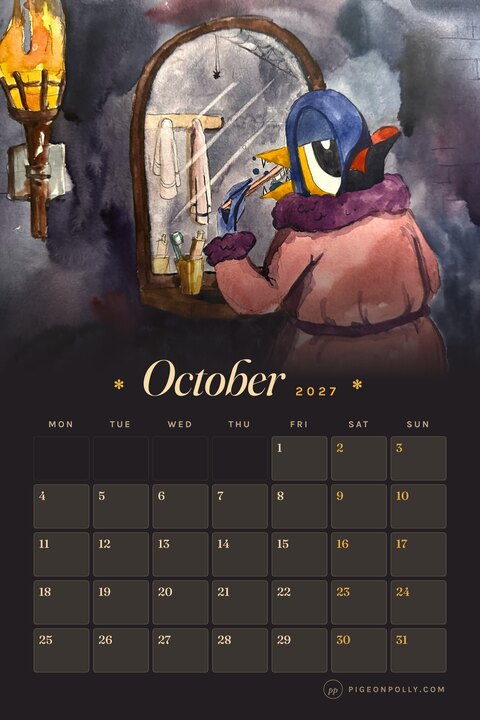 October 2027
MON TUE WED THU FRI SAT SUN
1 2 3
4 5 6 7 8 9 10
11 12 13 14 15 16 17
18 19 20 21 22 23 24
25 26 27 28 29 30 31
pp PIGEONPOLLY.COM